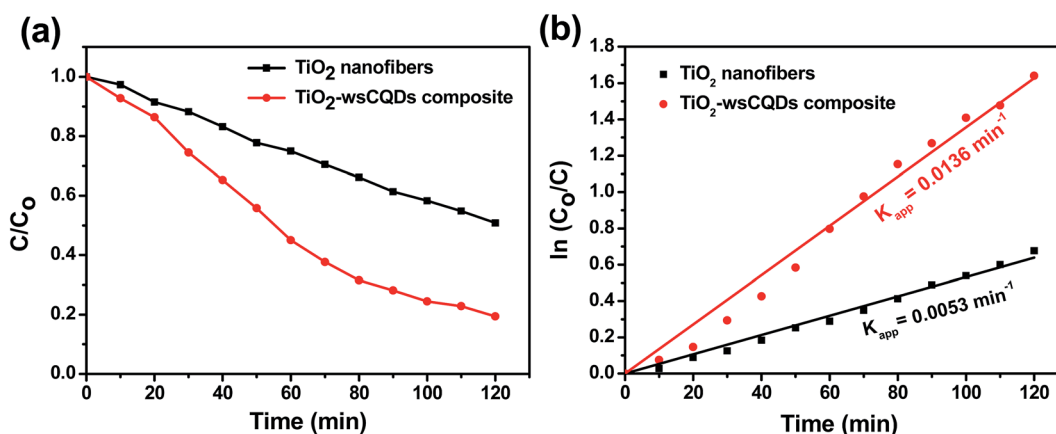 (a)
TiO2 nanofibers
TiO2-wsCQDs composite
1.0
0.8
0.6
0.4
0.2
0.0
C/Co
0 20 40 60 80 100 120
Time (min)
(b)
TiO2 nanofibers
TiO2-wsCQDs composite
1.8
1.6
1.4
1.2
1.0
0.8
0.6
0.4
0.2
0.0
ln (Co/C)
Kapp = 0.0136 min-1
Kapp = 0.0053 min-1
0 20 40 60 80 100 120
Time (min)